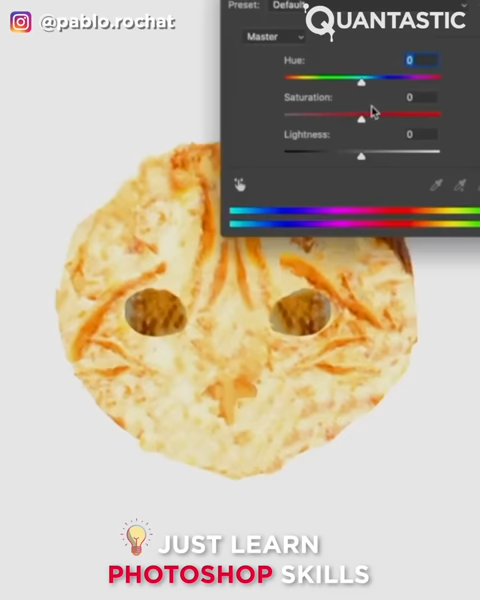 @pablo.rochat
Preset: Default
QUANTASTIC
Master
Hue: 0
Saturation: 0
Lightness: 0
JUST LEARN
PHOTOSHOP SKILLS